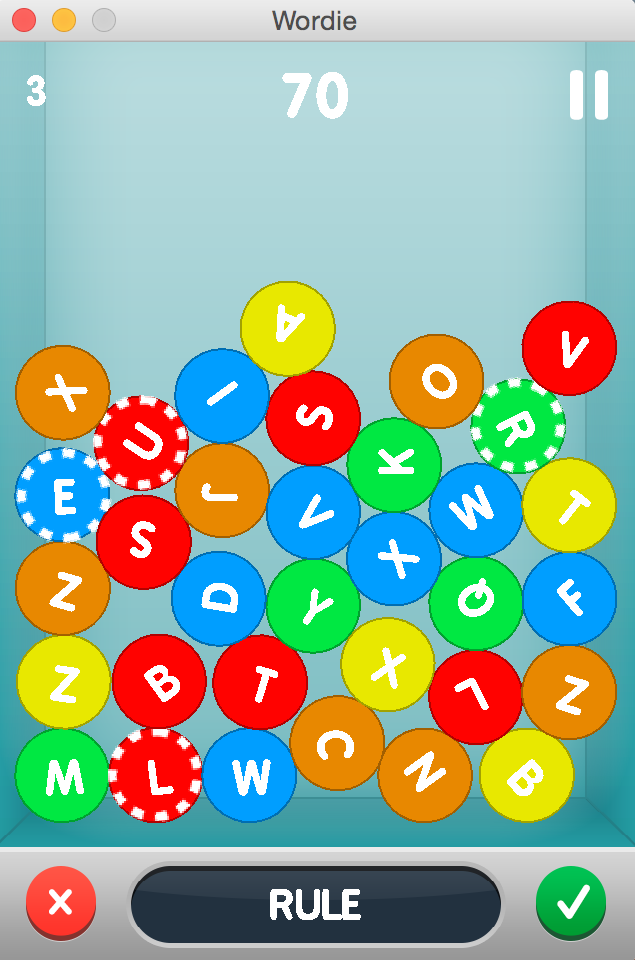 Wordie
3 70
A
V
X I O
U S R
K
E J V W T
S X
Z D Y Q F
Z B T X L Z
C
M L W N B
RULE